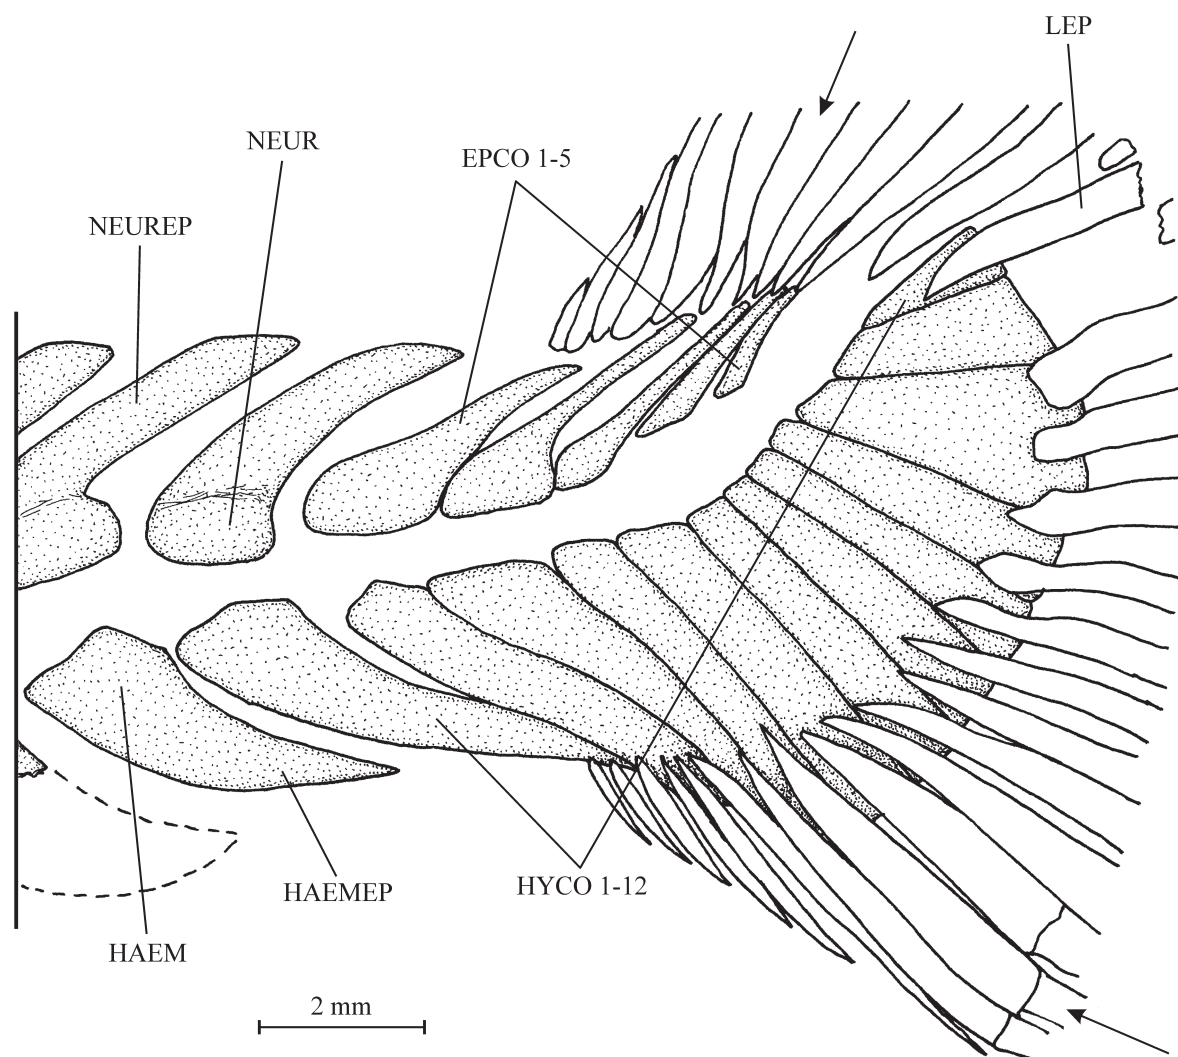 LEP
NEUR
EPCO 1-5
NEUREP
HYCO 1-12
HAEMEP
HAEM
2 mm